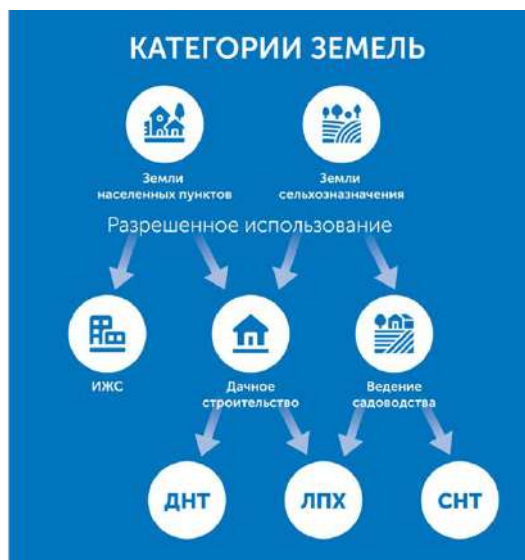 КАТЕГОРИИ ЗЕМЕЛЬ
Земли
населенных пунктов
Земли
сельхозназначения
Разрешенное использование
ИЖС
Дачное
строительство
Ведение
садоводства
ДНТ
ЛПХ
СНТ